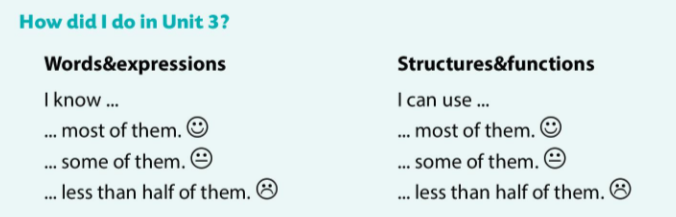 How did I do in Unit 3?
Words&expressions
I know ...
... most of them.
... some of them.
... less than half of them.
Structures&functions
I can use ...
... most of them.
... some of them.
... less than half of them.